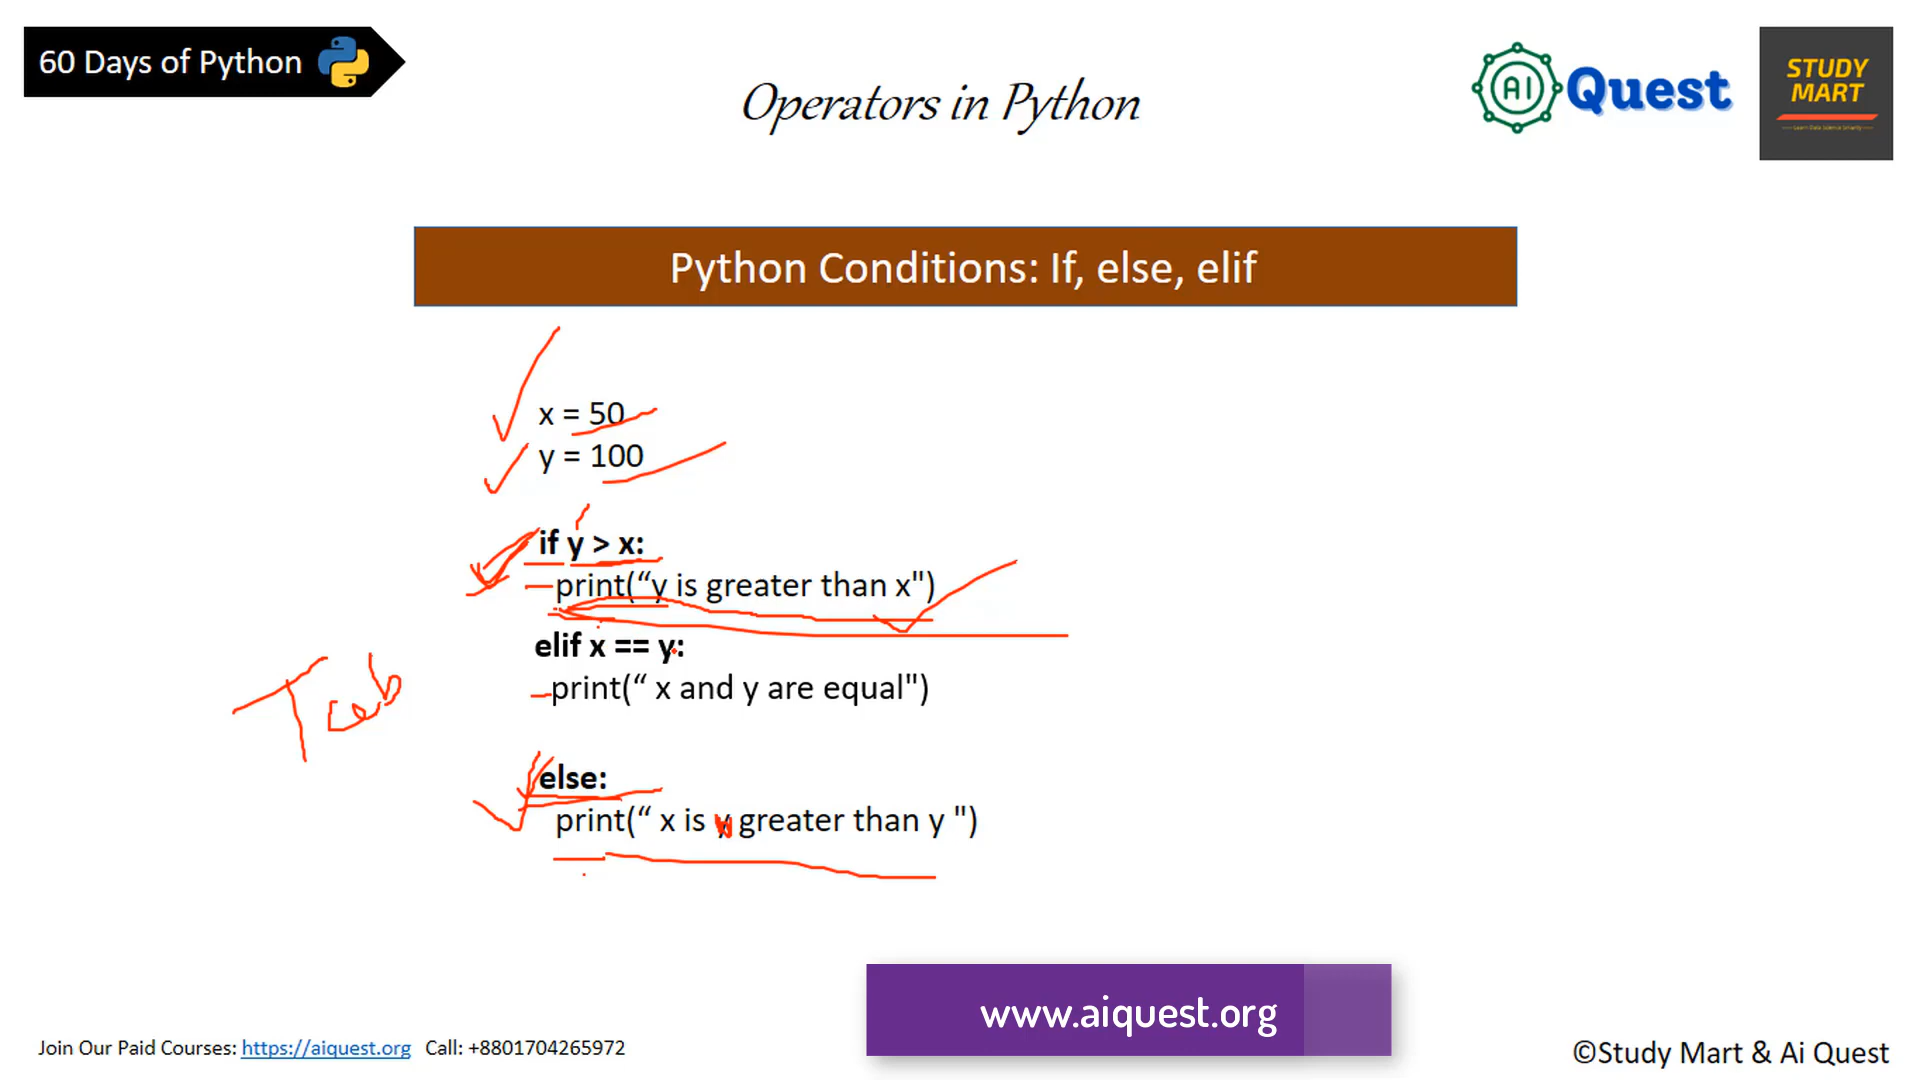 60 Days of Python
Operators in Python
AI Quest
STUDY
MART
Python Conditions: If, else, elif
x = 50
y = 100
if y > x:
print(“y is greater than x")
elif x == y:
print(“ x and y are equal")
Tab
else:
print(“ x is y greater than y ")
www.aiquest.org
Join Our Paid Courses: https://aiquest.org Call: +8801704265972
©Study Mart & Ai Quest